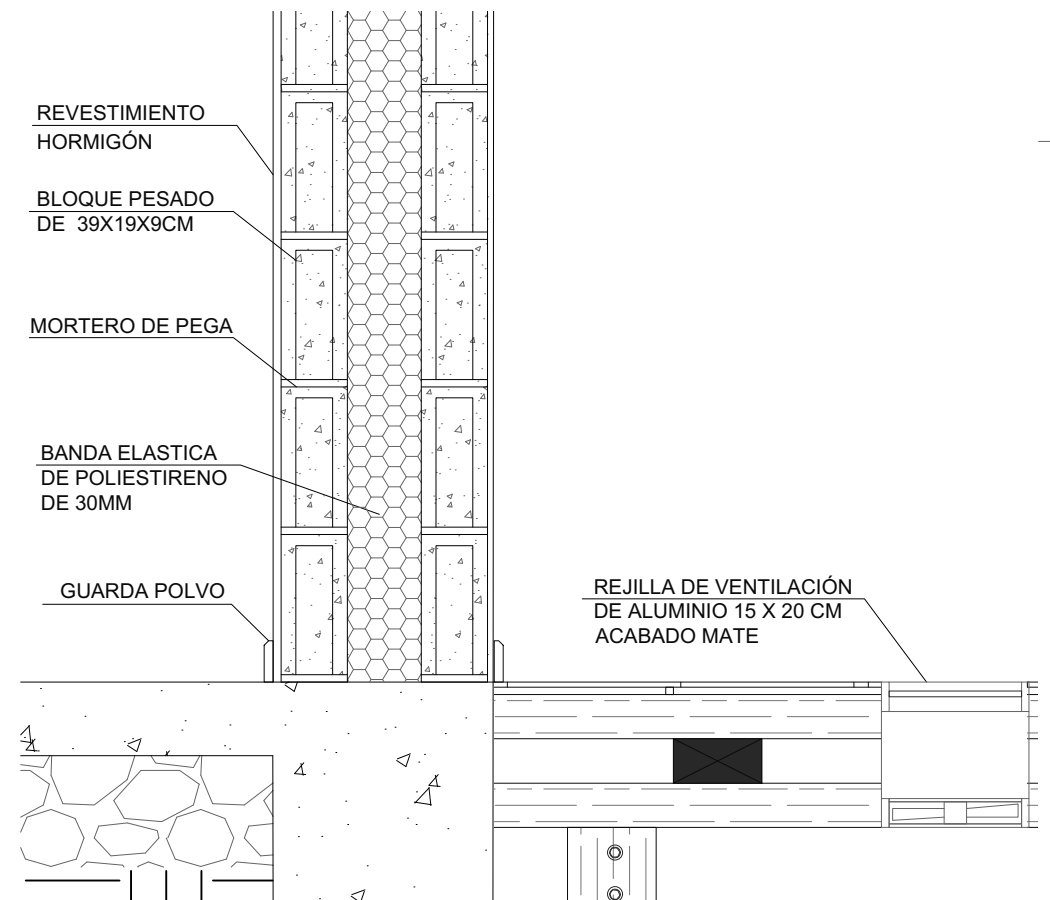 REVESTIMIENTO
HORMIGÓN
BLOQUE PESADO
DE 39X19X9CM
MORTERO DE PEGA
BANDA ELASTICA
DE POLIESTIRENO
DE 30MM
GUARDA POLVO
REJILLA DE VENTILACIÓN
DE ALUMINIO 15 X 20 CM
ACABADO MATE